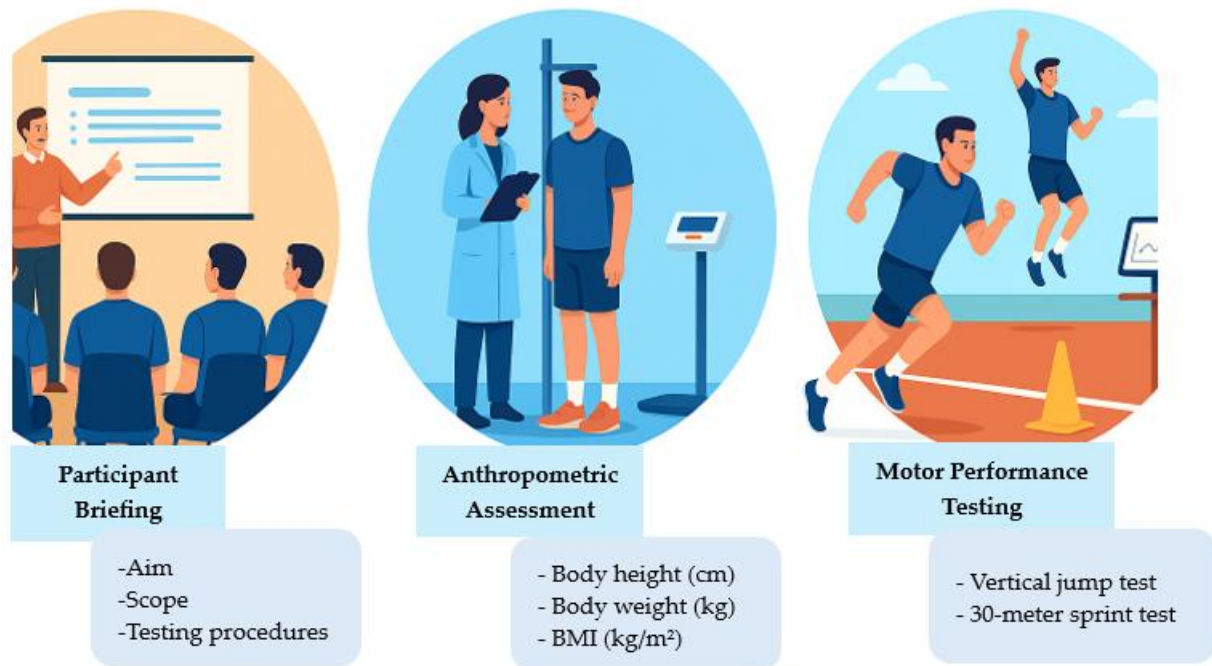 Participant
Briefing
-Aim
-Scope
-Testing procedures
Anthropometric
Assessment
- Body height (cm)
- Body weight (kg)
- BMI (kg/m²)
Motor Performance
Testing
- Vertical jump test
- 30-meter sprint test